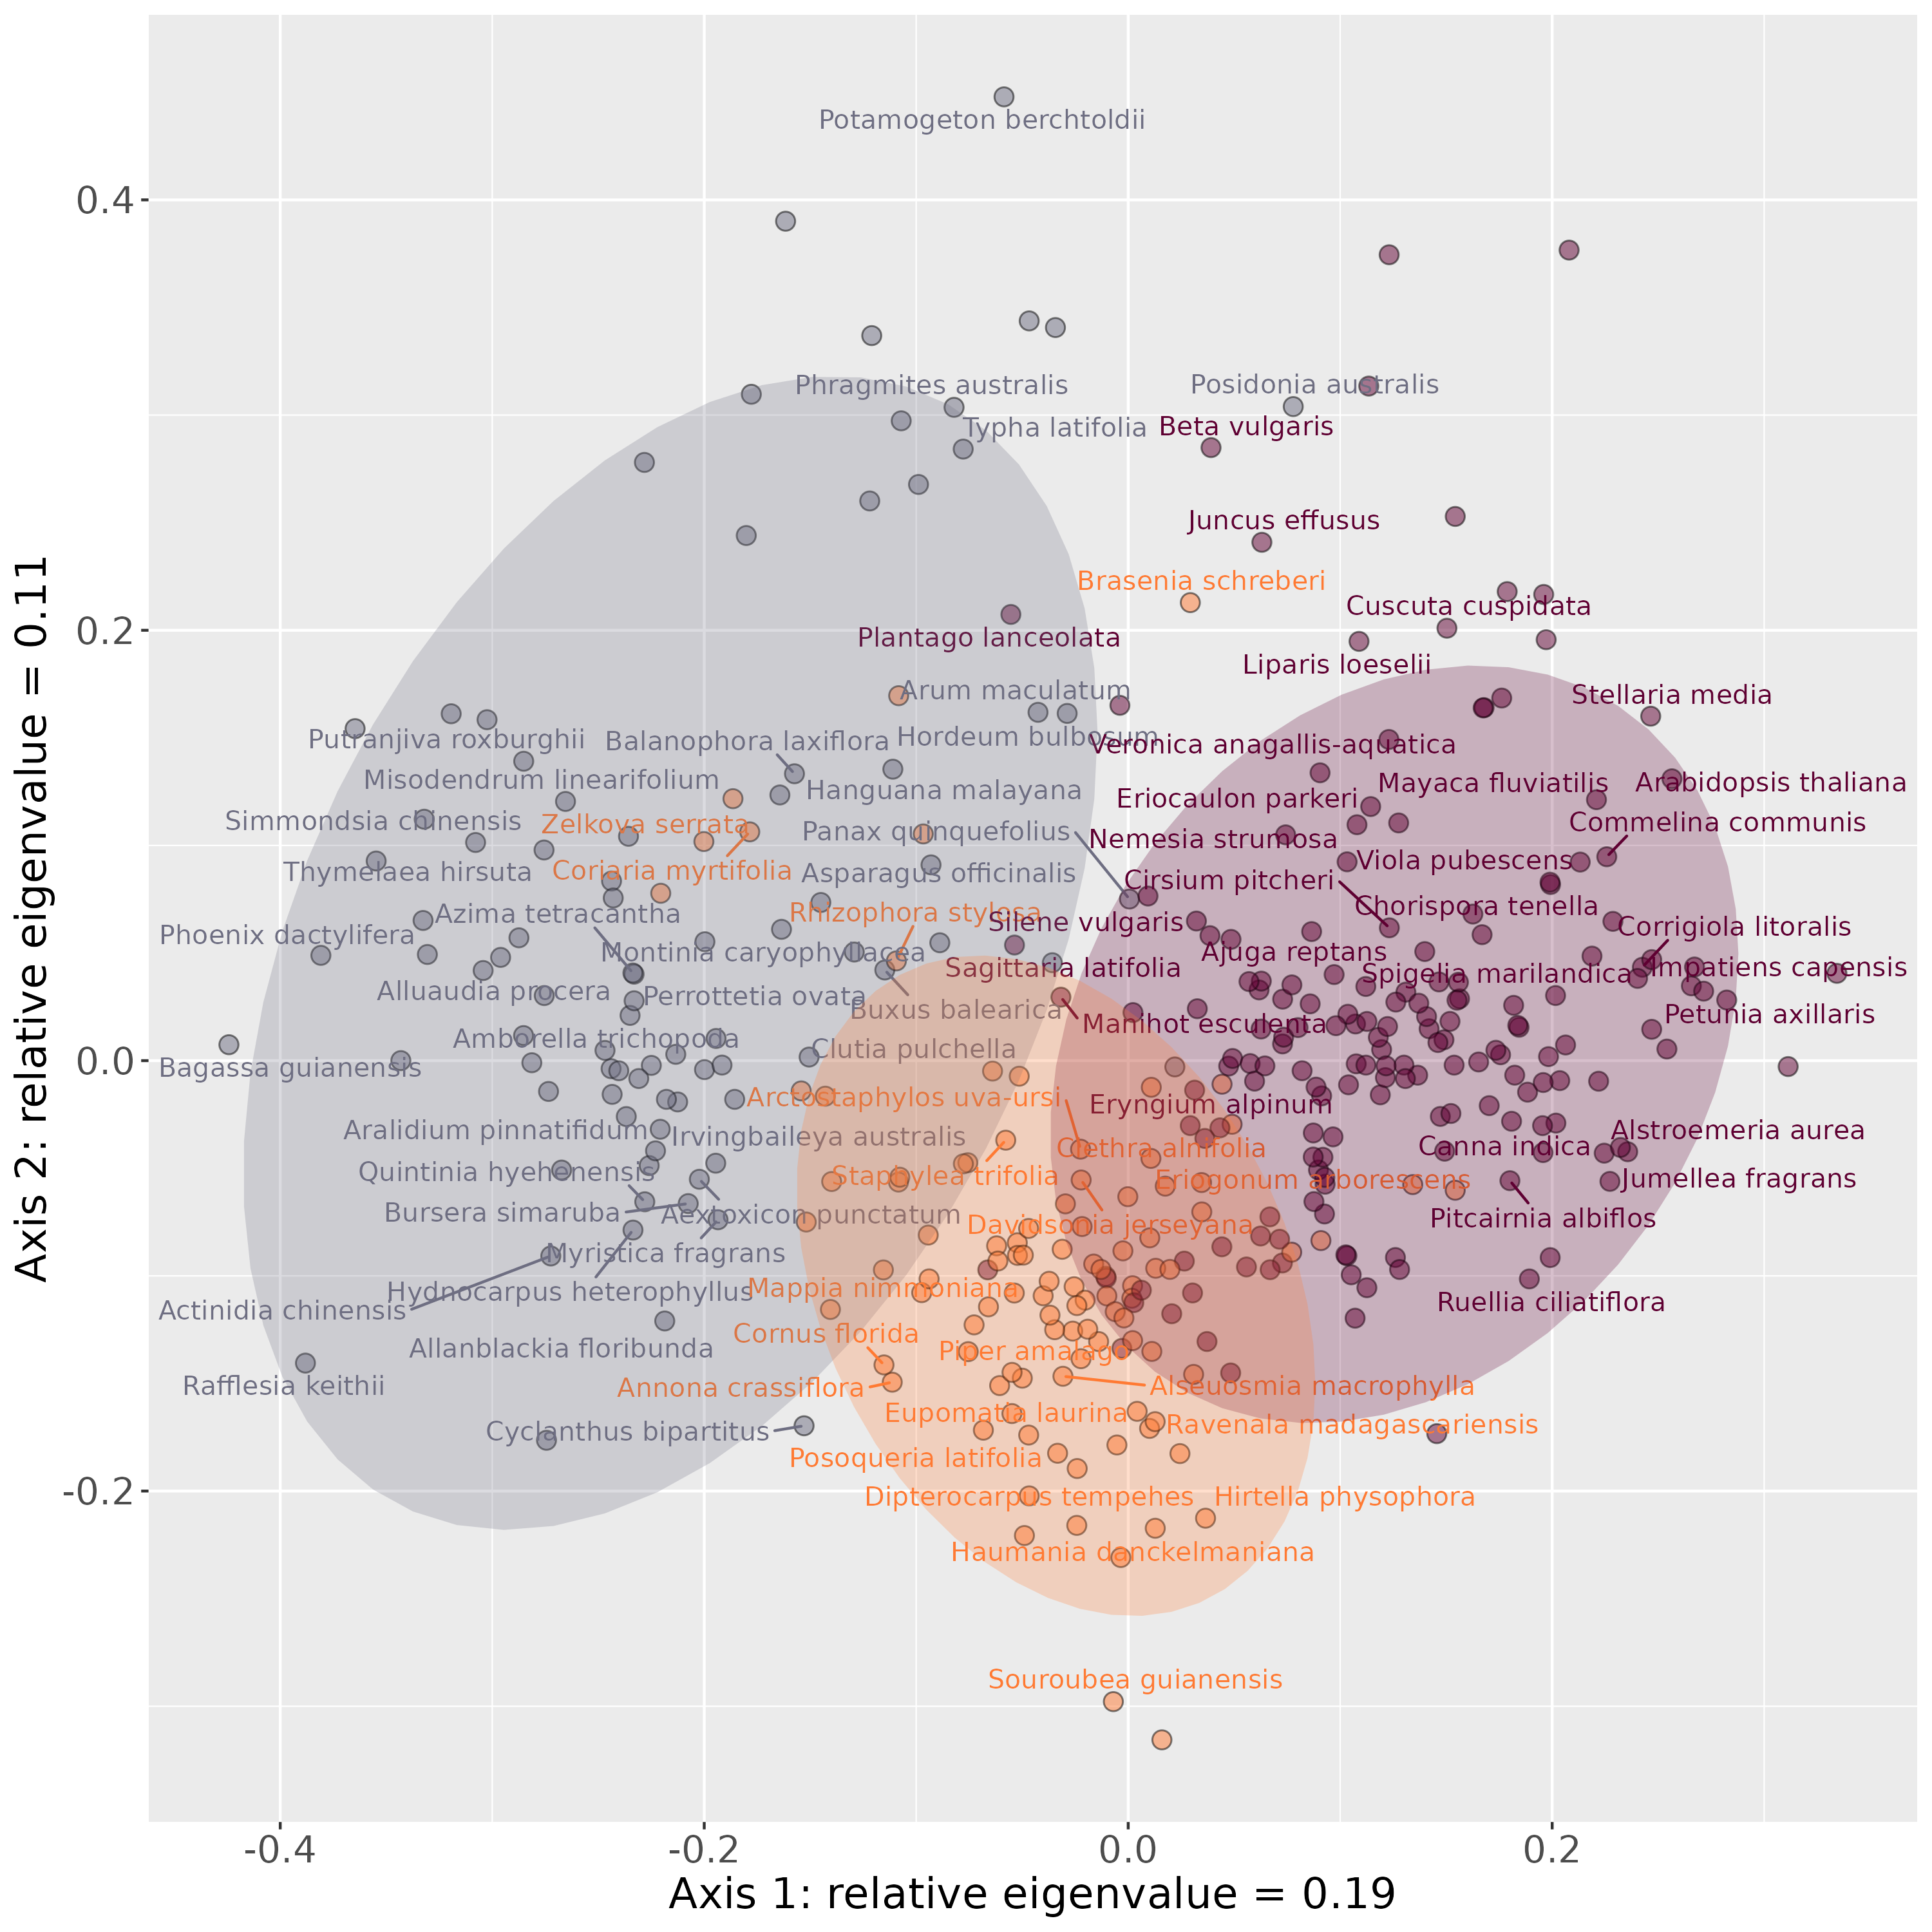 Potamogeton berchtoldii
0.4
Phragmites australis
Posidonia australis
Typha latifolia
Beta vulgaris
Juncus effusus
Brasenia schreberi
Cuscuta cuspidata
0.2
Plantago lanceolata
Liparis loeselii
Arum maculatum
Stellaria media
Putranjiva roxburghii
Balanophora laxiflora
Hordeum bulbosum
Veronica anagallis-aquatica
Misodendrum linearifolium
Hanguana malayana
Mayaca fluviatilis
Arabidopsis thaliana
Eriocaulon parkeri
Simmondsia chinensis
Zelkova serrata
Panax quinquefolius
Nemesia strumosa
Commelina communis
Thymelaea hirsuta
Coriaria myrtifolia
Asparagus officinalis
Viola pubescens
Cirsium pitcheri
Azima tetracantha
Rhizophora stylosa
Silene vulgaris
Chorispora tenella
Corrigiola litoralis
Phoenix dactylifera
Montinia caryophyllacea
Ajuga reptans
Sagittaria latifolia
Spigelia marilandica
Impatiens capensis
Alluaudia procera
Perrottetia ovata
Buxus balearica
Manihot esculenta
Petunia axillaris
Amborella trichopoda
Clutia pulchella
0.0
Bagassa guianensis
Arctostaphylos uva-ursi
Eryngium alpinum
Aralidium pinnatifidum
Irvingbaileya australis
Clethra alnifolia
Canna indica
Alstroemeria aurea
Quintinia hyehenensis
Staphylea trifolia
Eriogonum arborescens
Jumellea fragrans
Bursera simaruba
Aextoxicon punctatum
Davidsonia jerseyana
Pitcairnia albiflos
Myristica fragrans
Hydnocarpus heterophyllus
Mappia nimmoniana
Ruellia ciliatiflora
Actinidia chinensis
Allanblackia floribunda
Cornus florida
Piper amalago
Rafflesia keithii
Annona crassiflora
Alseuosmia macrophylla
Cyclanthus bipartitus
Eupomatia laurina
Ravenala madagascariensis
Posoqueria latifolia
-0.2
Dipterocarpus tempehes
Hirtella physophora
Haumania danckelmaniana
Souroubea guianensis
-0.4
-0.2
0.0
0.2
Axis 1: relative eigenvalue = 0.19
Axis 2: relative eigenvalue = 0.11